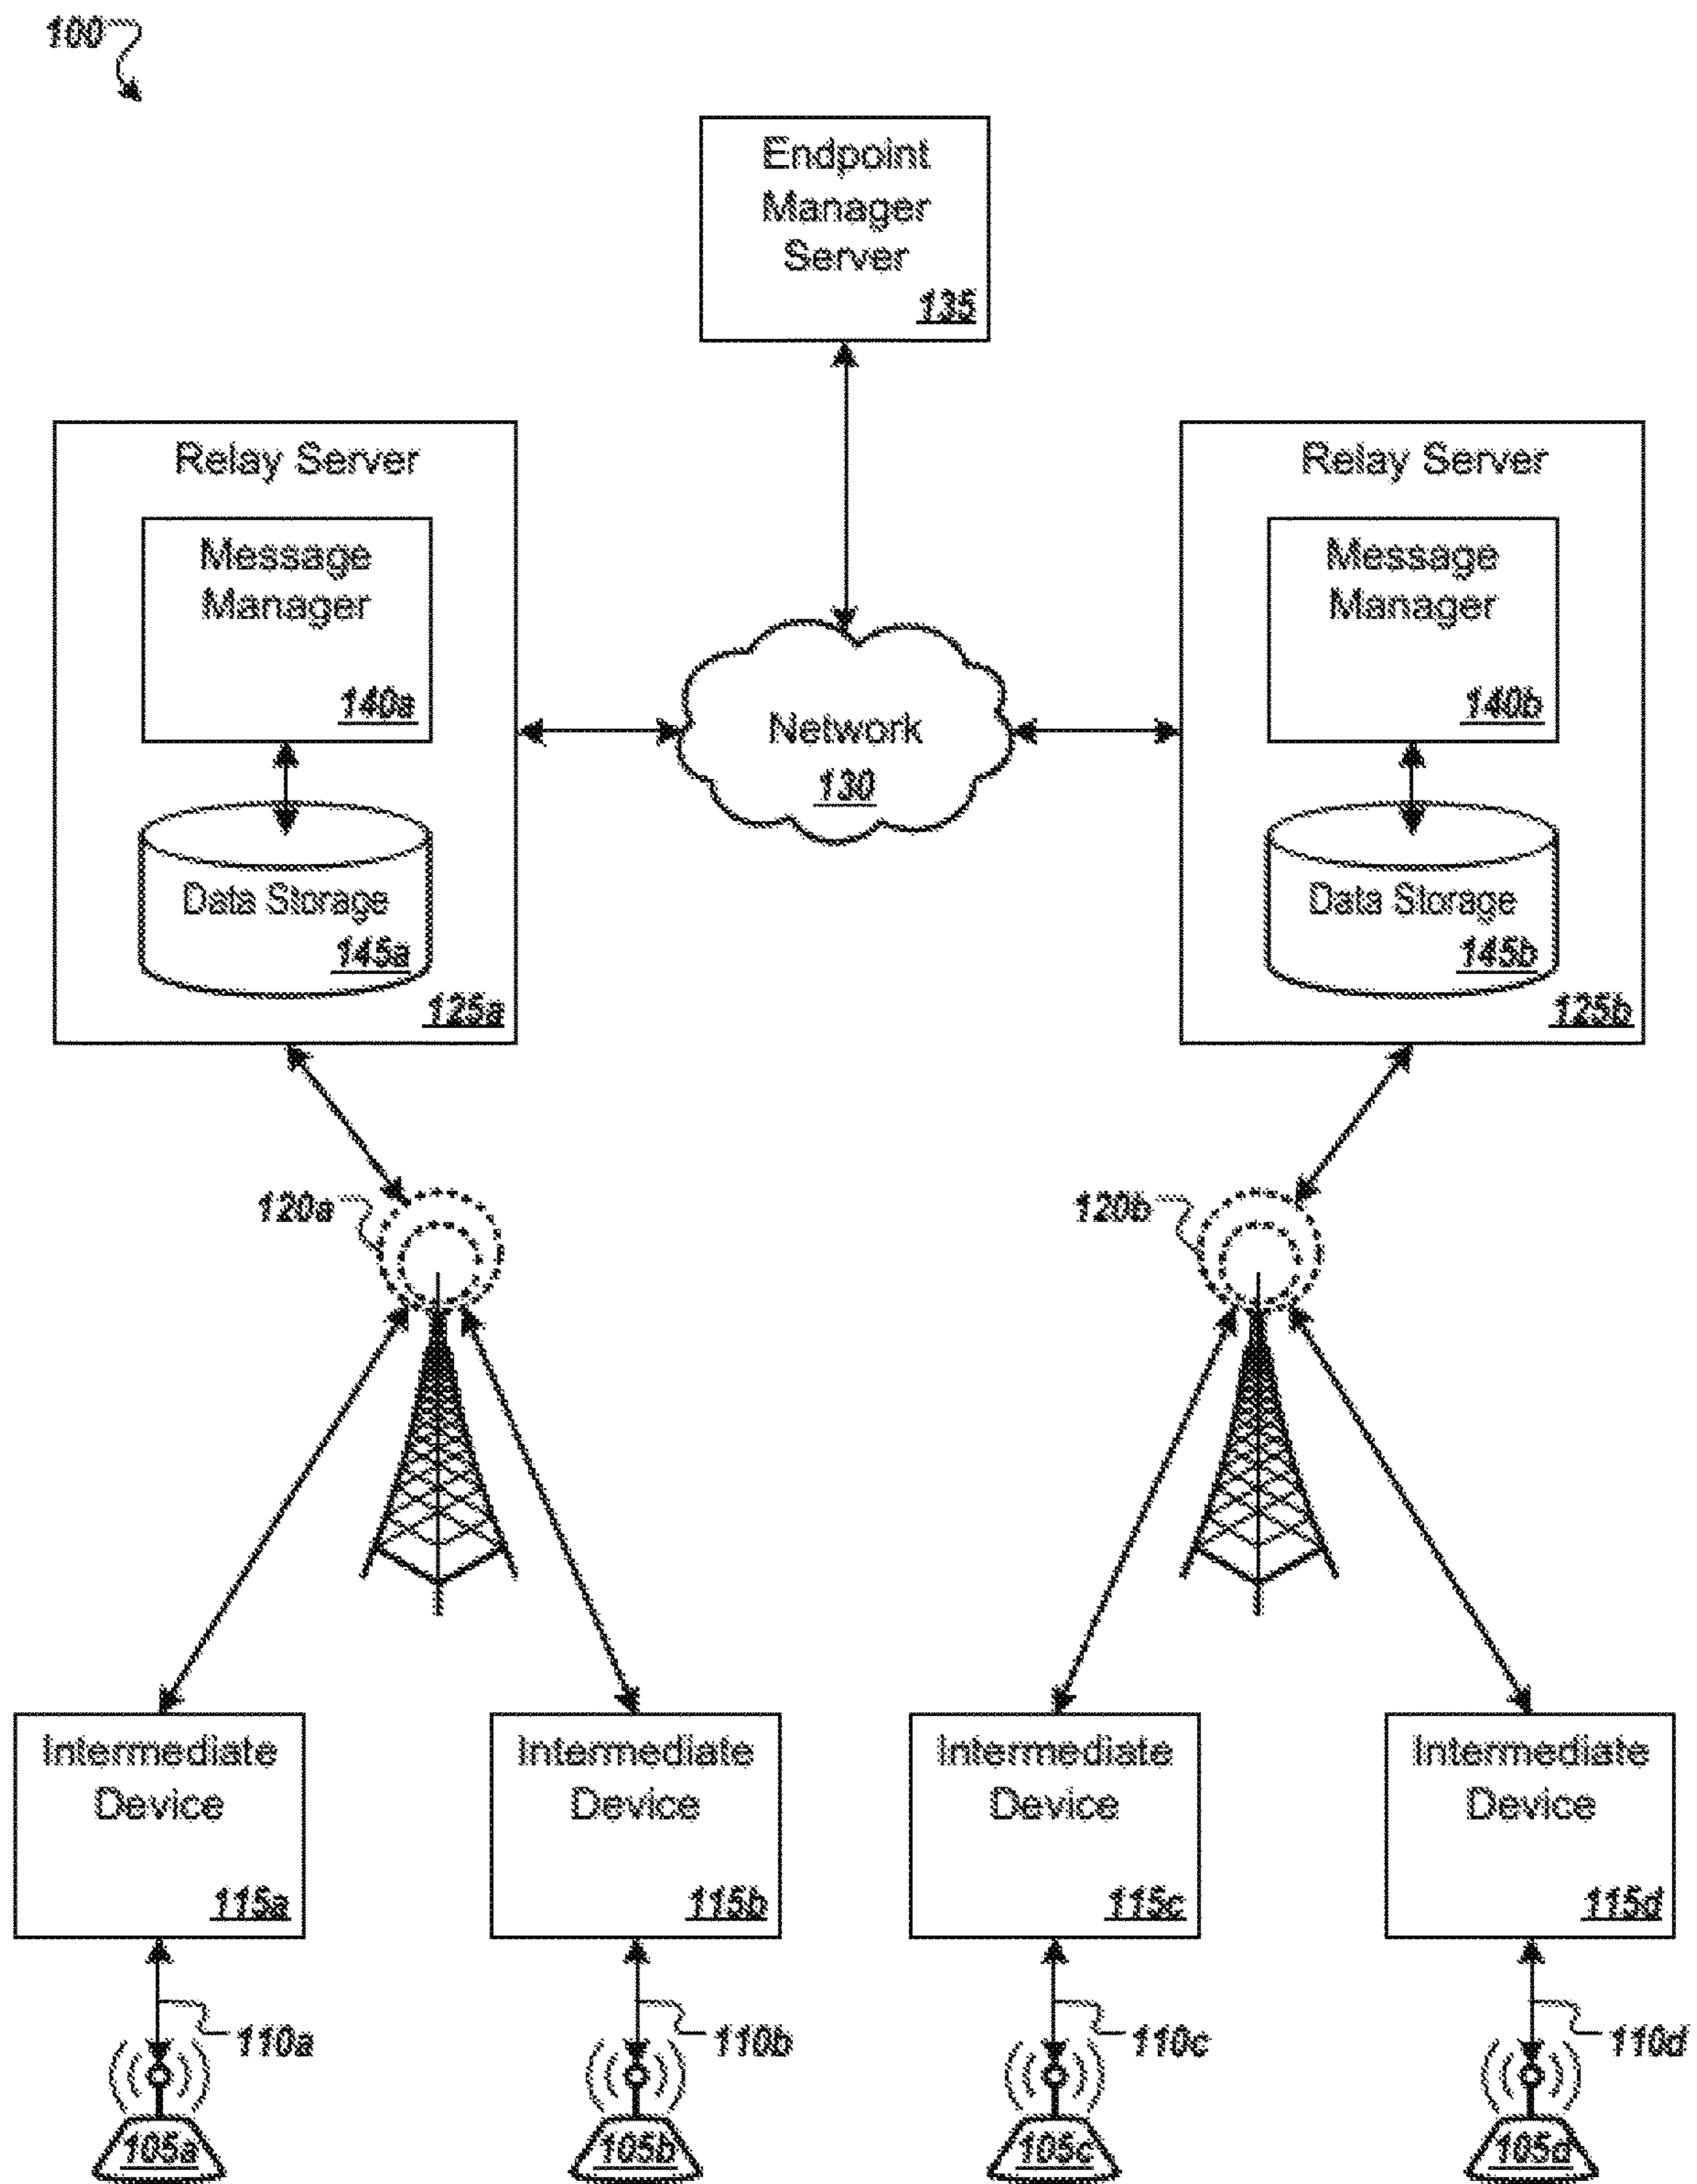 100
Endpoint
Manager
Server
135
Relay Server
Message
Manager
140a
Data Storage
145a
125a
Network
130
Relay Server
Message
Manager
140b
Data Storage
145b
125b
120a
120b
Intermediate
Device
115a
Intermediate
Device
115b
Intermediate
Device
115c
Intermediate
Device
115d
110a
110b
110c
110d
105a
105b
105c
105d